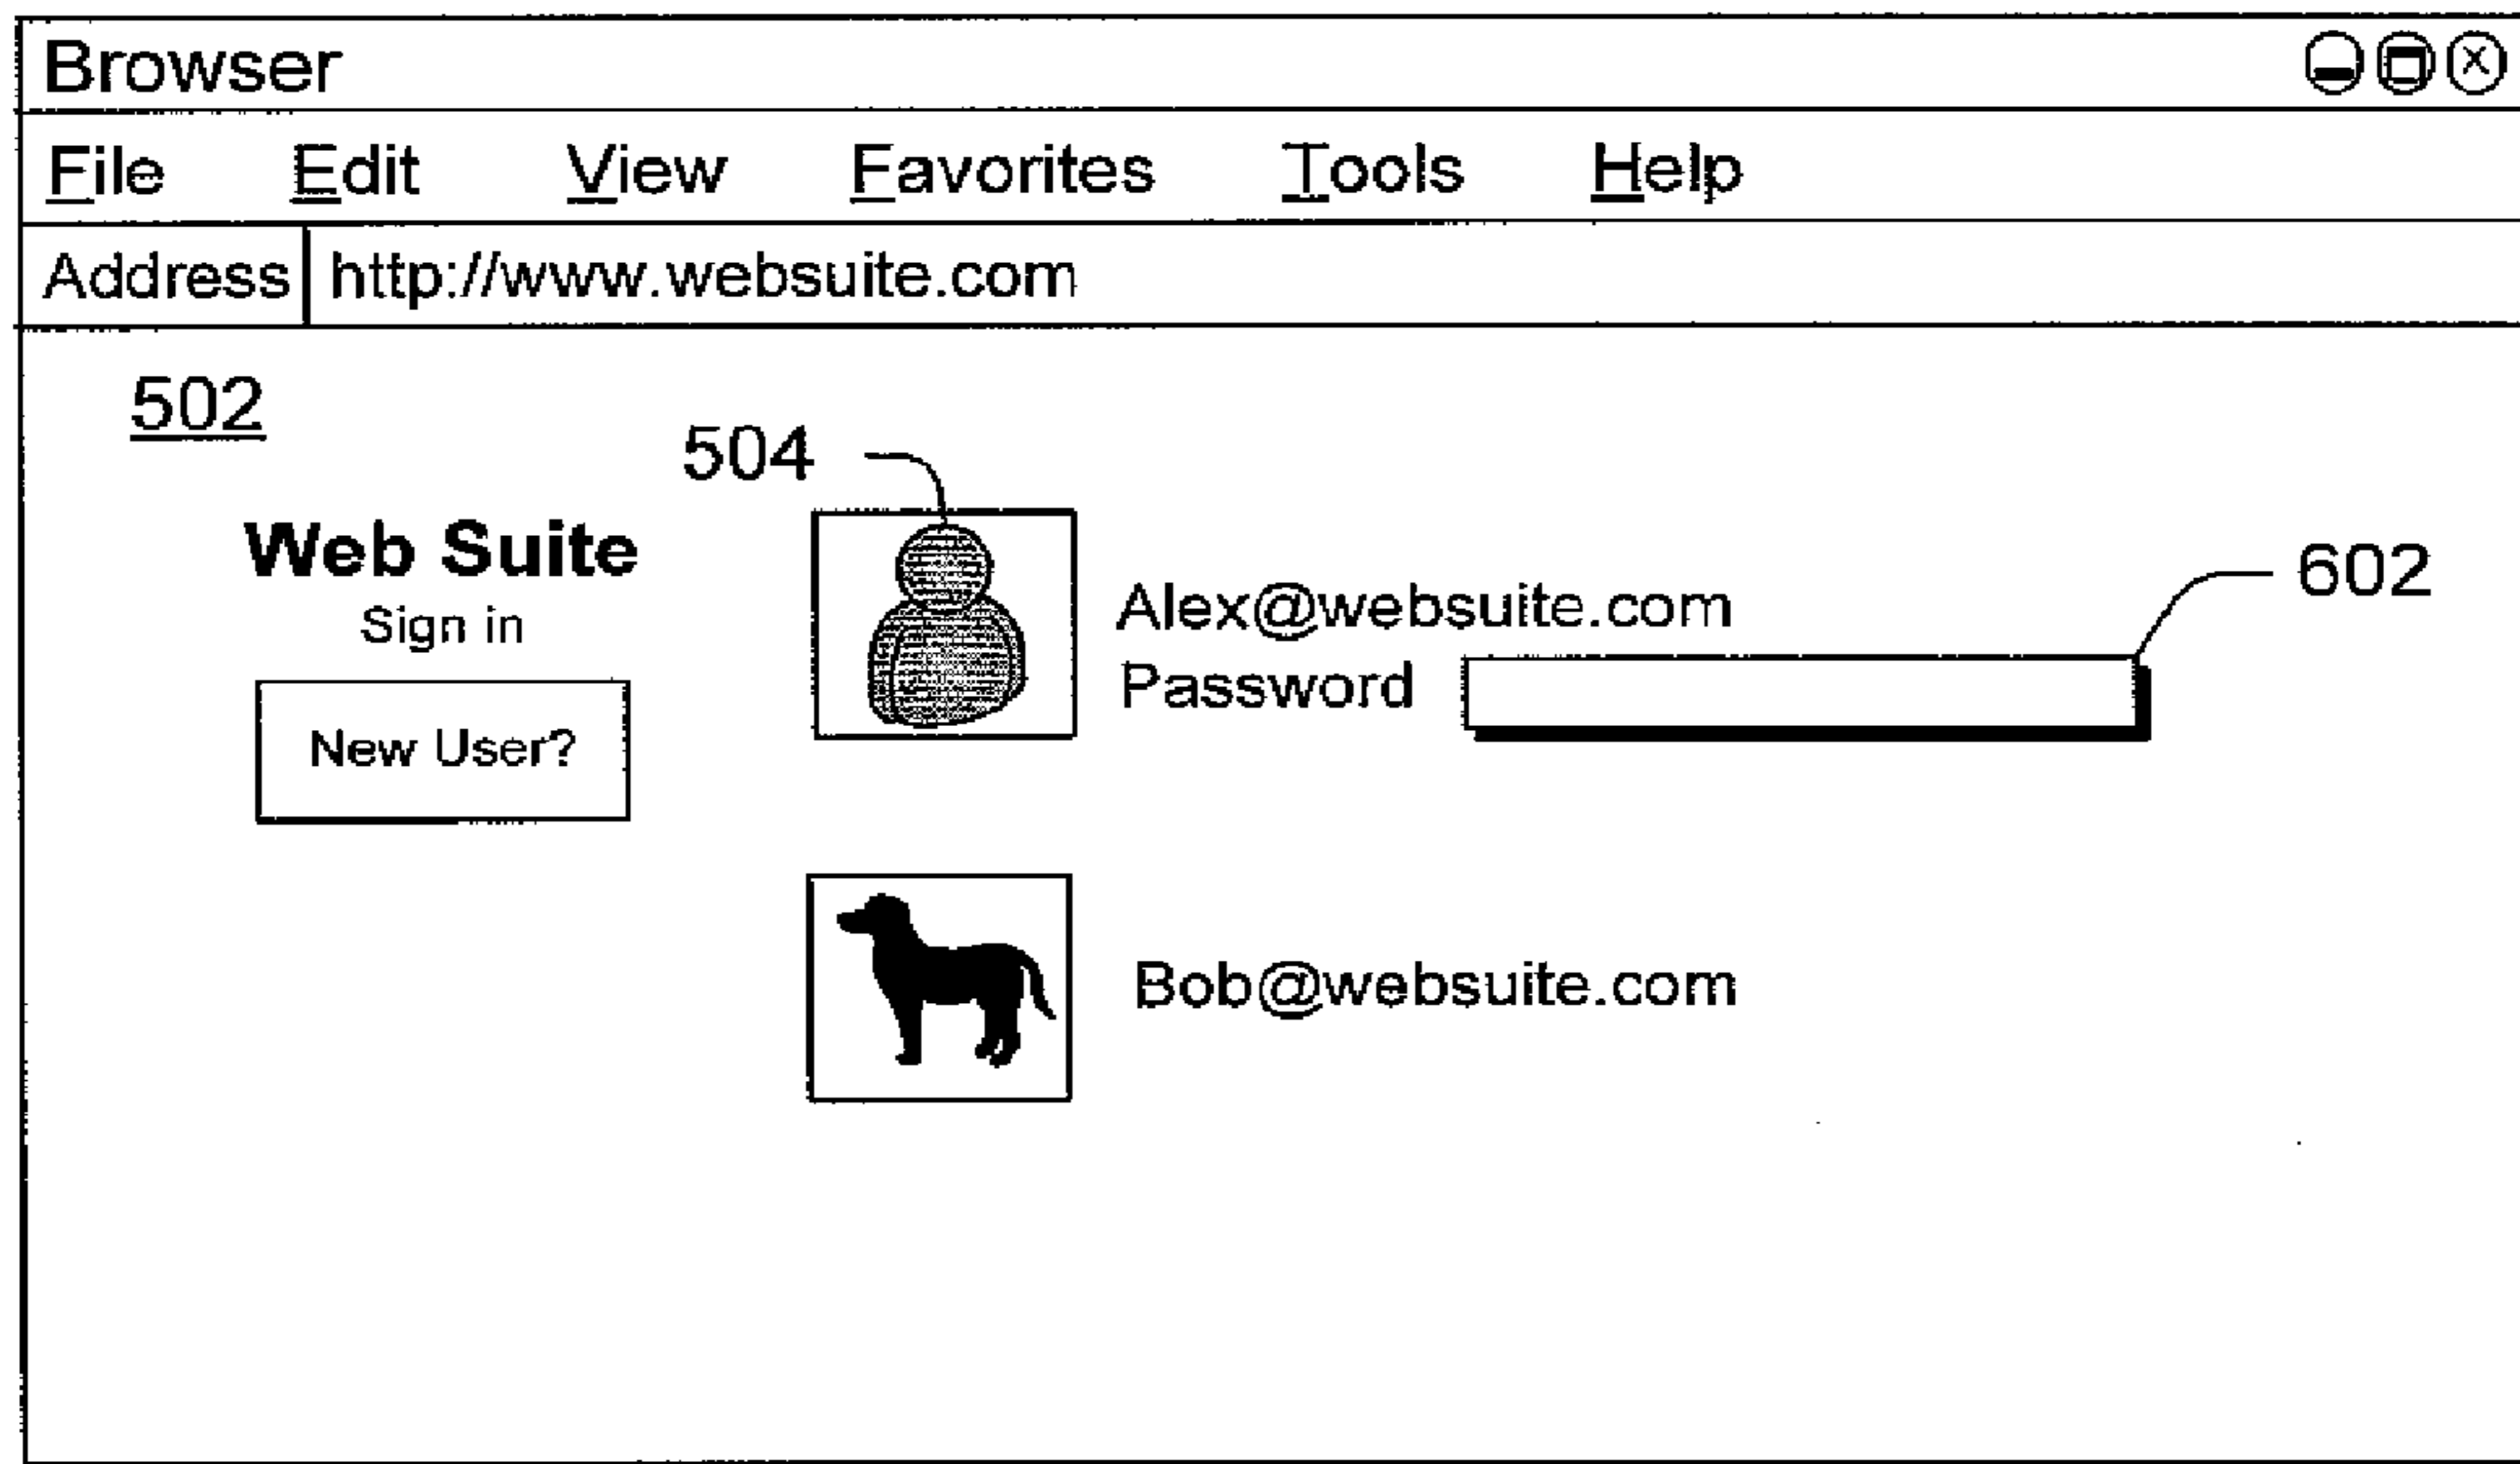 Browser
File Edit View Favorites Tools Help
Address http://www.websuite.com
502
504
Web Suite
Sign in
New User?
Alex@websuite.com
602
Password
Bob@websuite.com